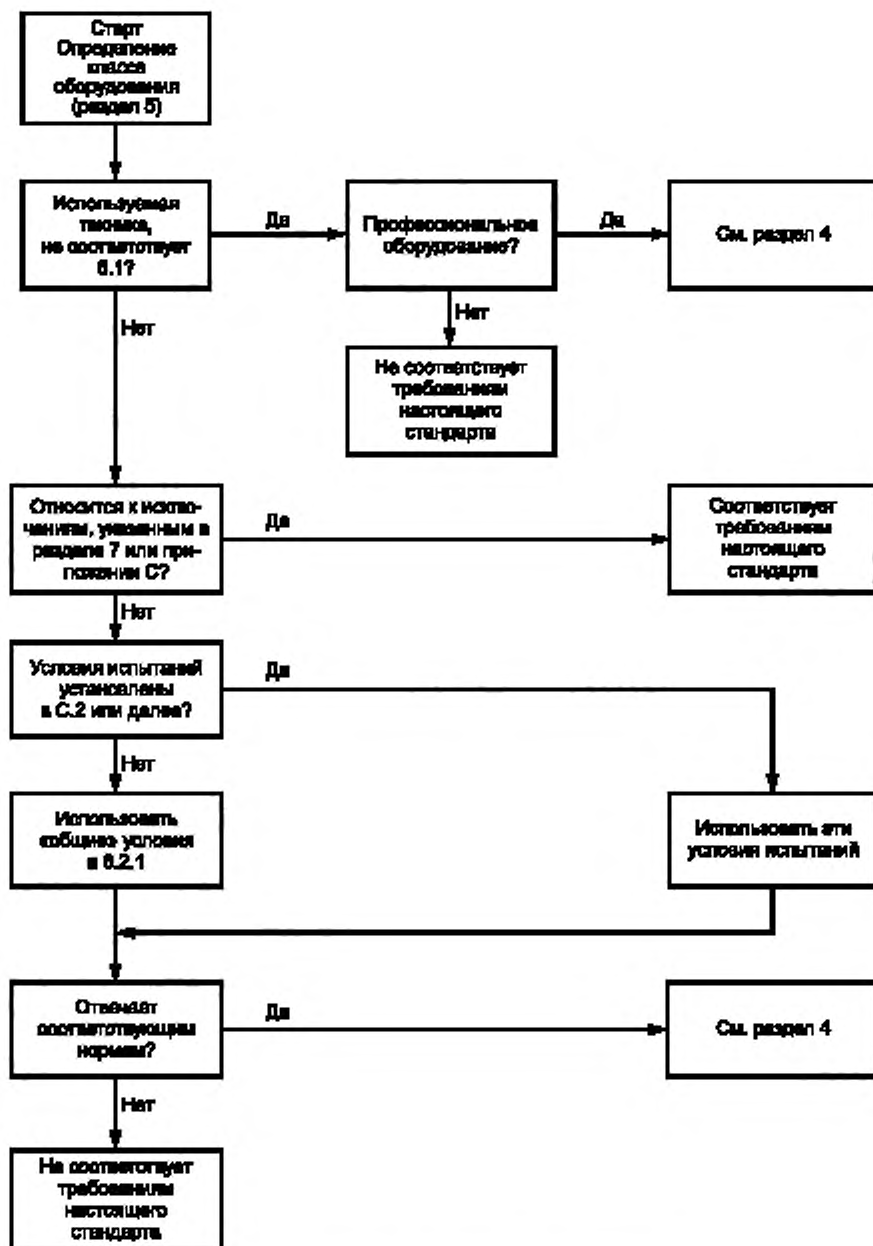 Старт
Определение
класса
оборудования
(раздел 5)
Используемая
техника,
не соответствует
6.1?
Да
Профессиональное
оборудование?
Да
См. раздел 4
Нет
Нет
Не соответствует
требованиям
настоящего
стандарта
Относится к исклю-
чениям, указанным в
разделе 7 или при-
ложении С?
Да
Соответствует
требованиям
настоящего
стандарта
Нет
Условия испытаний
установлены
в С.2 или далее?
Да
Нет
Использовать
условия
в 6.2.1
Использовать эти
условия испытаний
Отвечает
соответствующим
нормам?
Да
См. раздел 4
Нет
Не соответствует
требованиям
настоящего
стандарта